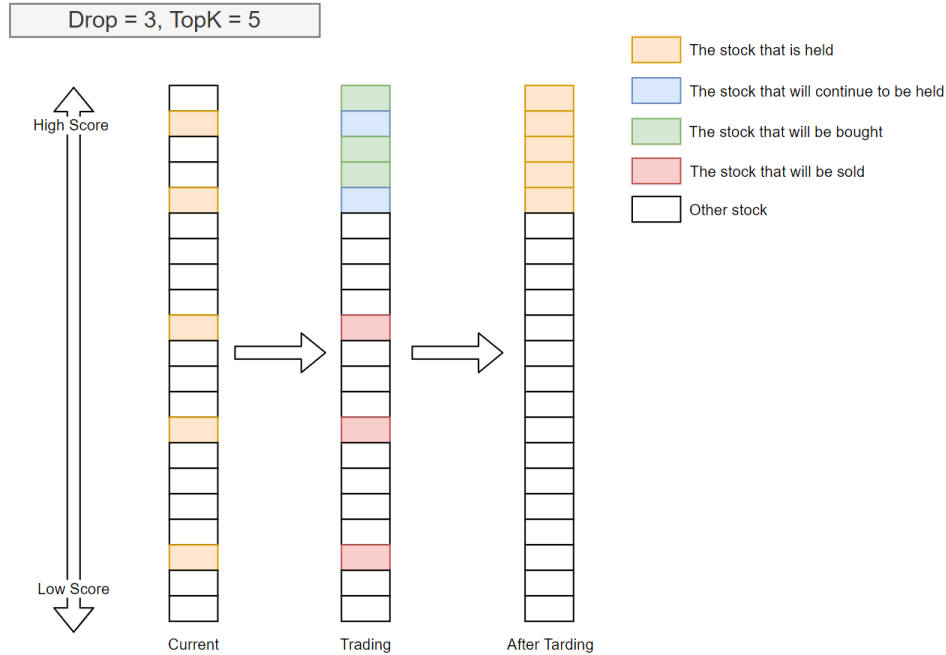 Drop = 3, TopK = 5
The stock that is held
The stock that will continue to be held
High Score
The stock that will be bought
The stock that will be sold
Other stock
Low Score
Current
Trading
After Tarding